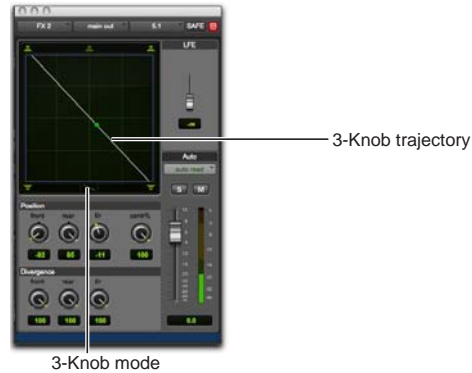 FX 2 main out 5.1 SAFE
LFE
3-Knob trajectory
Auto
auto read
S M
Position
front rear f/r center%
-92 85 -11 100
Divergence
front rear f/r
100 100 100 0.0
3-Knob mode